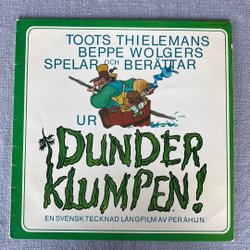 TOOTS THIELEMANS
BEPPE WOLGERS
SPELAR OCH BERÄTTAR
UR
DUNDER
KLUMPEN!
EN SVENSK TECKNAD LÅNGFILM AV PER ÅHLIN